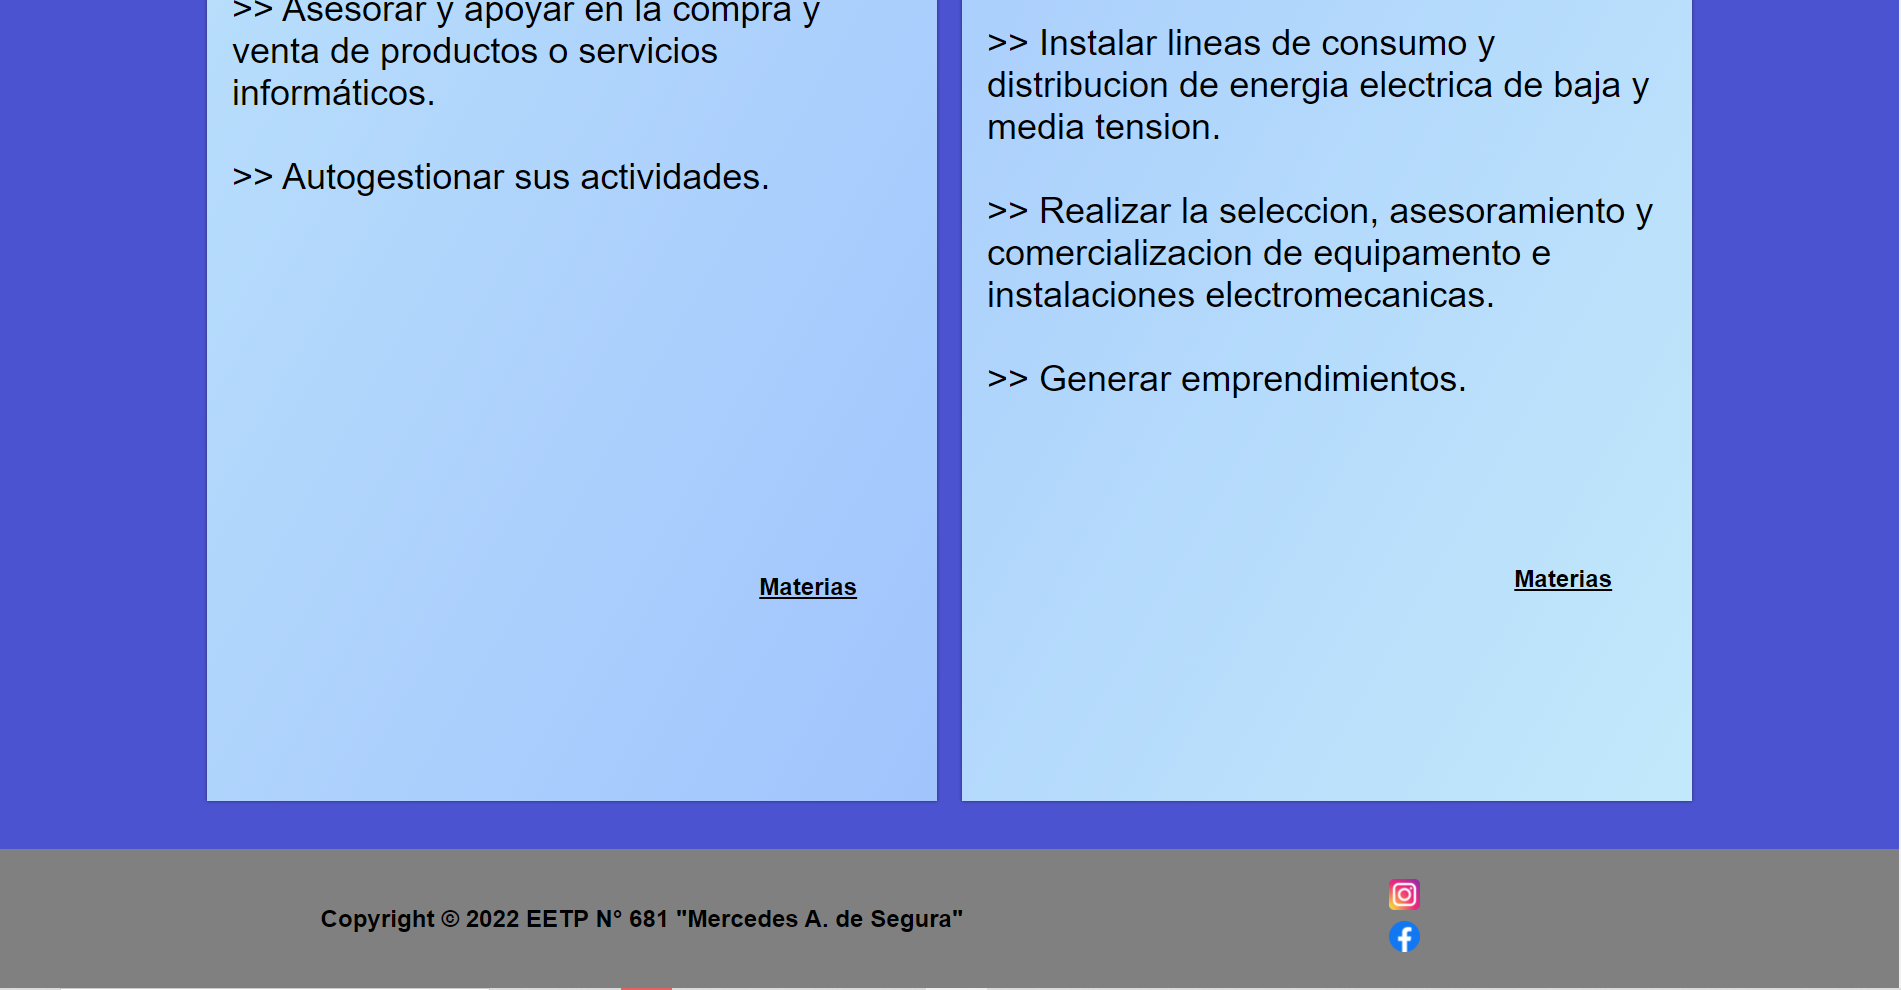 >> Asesorar y apoyar en la compra y
venta de productos o servicios
informáticos.
>> Autogestionar sus actividades.
Materias
>> Instalar lineas de consumo y
distribucion de energia electrica de baja y
media tension.
>> Realizar la seleccion, asesoramiento y
comercializacion de equipamento e
instalaciones electromecanicas.
>> Generar emprendimientos.
Materias
Copyright © 2022 EETP N° 681 "Mercedes A. de Segura"